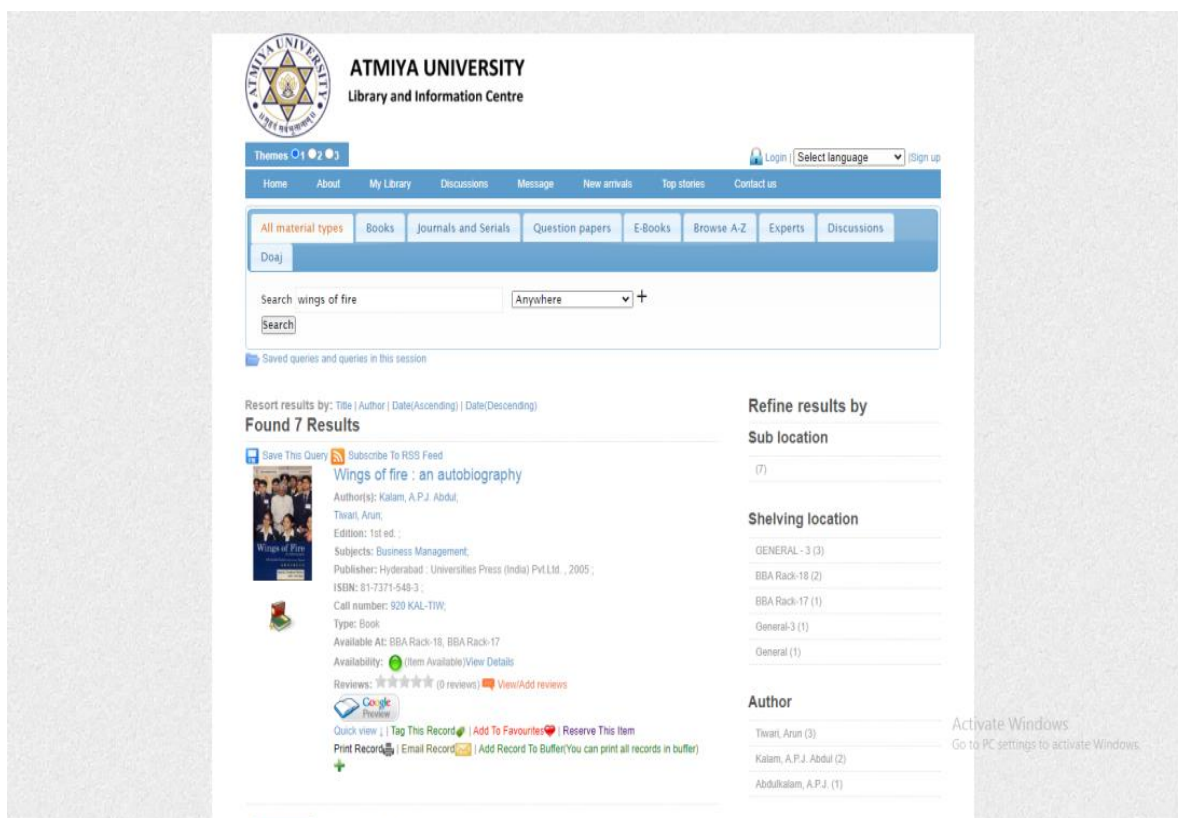 ATMIYA UNIVERSITY
ATMIYA UNIVERSITY
Library and Information Centre
Themes 1 2 3
Login | Select language |Sign up
Home About My Library Discussions Message New arrivals Top stories Contact us
All material types Books Journals and Serials Question papers E-Books Browse A-Z Experts Discussions
Doaj
Search wings of fire Anywhere +
Search
Saved queries and queries in this session
Resort results by: Title | Author | Date(Ascending) | Date(Descending)
Found 7 Results
Save This Query Subscribe To RSS Feed
Wings of fire : an autobiography
Author(s): Kalam, A.P.J. Abdul;
Tiwari, Arun;
Edition: 1st ed. ;
Subjects: Business Management;
Publisher: Hyderabad : Universities Press (India) Pvt.Ltd. , 2005 ;
ISBN: 81-7371-548-3 ;
Call number: 920 KAL-TIW;
Type: Book
Available At: BBA Rack-18, BBA Rack-17
Availability: (Item Available)View Details
Reviews: (0 reviews) View/Add reviews
Wings of Fire
Google
Preview
Quick view ↓ | Tag This Record | Add To Favourites | Reserve This Item
Print Record | Email Record | Add Record To Buffer(You can print all records in buffer)
Refine results by
Sub location
(7)
Shelving location
GENERAL - 3 (3)
BBA Rack-18 (2)
BBA Rack-17 (1)
General-3 (1)
General (1)
Author
Tiwari, Arun (3)
Kalam, A.P.J. Abdul (2)
Abdulkalam, A.P.J. (1)
Activate Windows
Go to PC settings to activate Windows.